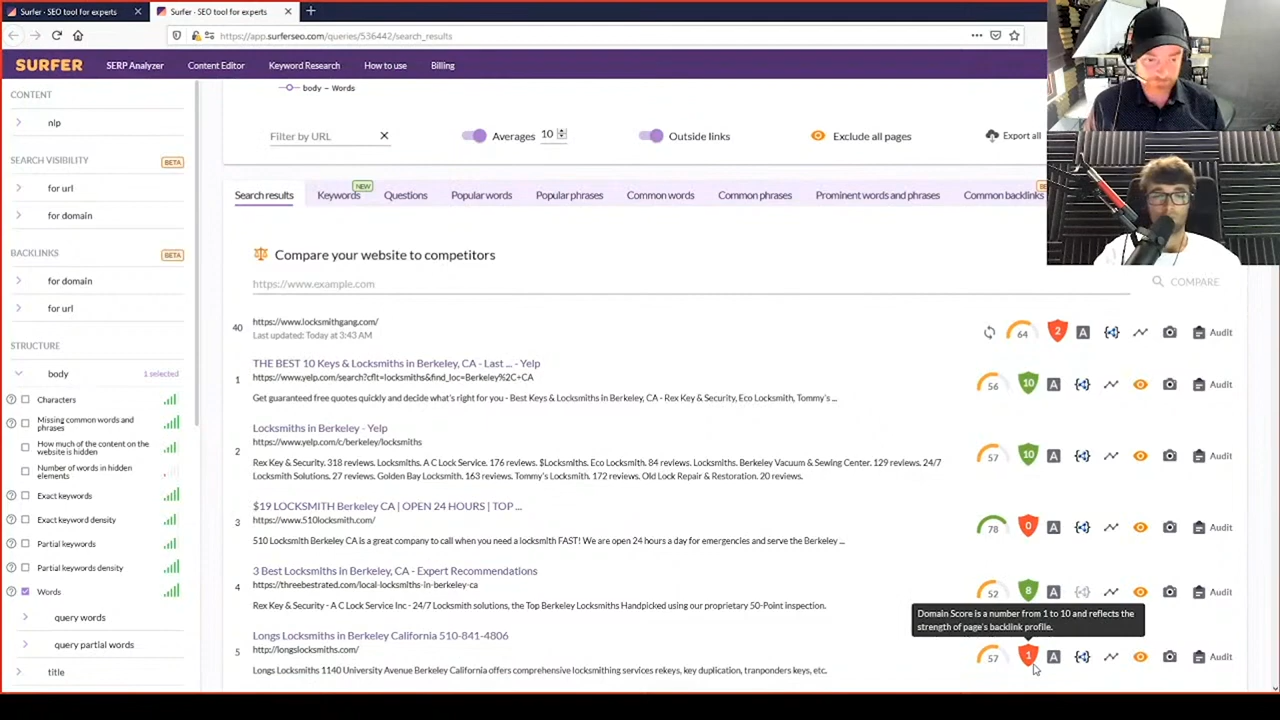 Surfer - SEO tool for experts
Surfer - SEO tool for experts
https://app.surferseo.com/queries/536442/search_results
SURFER
SERP Analyzer
Content Editor
Keyword Research
How to use
Billing
CONTENT
nlp
SEARCH VISIBILITY
BETA
for url
for domain
BACKLINKS
BETA
for domain
for url
STRUCTURE
body
1 selected
Characters
Missing common words and
phrases
How much of the content on the
website is hidden
Number of words in hidden
elements
Exact keywords
Exact keyword density
Partial keywords
Partial keywords density
Words
query words
query partial words
title
body - Words
Filter by URL
Averages 10
Outside links
Exclude all pages
Export all
Search results
Keywords
NEW
Questions
Popular words
Popular phrases
Common words
Common phrases
Prominent words and phrases
Common backlinks
Compare your website to competitors
https://www.example.com
COMPARE
40
https://www.locksmithgang.com/
Last updated: Today at 3:43 AM
64 2 A Audit
THE BEST 10 Keys & Locksmiths in Berkeley, CA - Last ... - Yelp
1
https://www.yelp.com/search?cflt=locksmiths&find_loc=Berkeley%2C+CA
56 10 A Audit
Get guaranteed free quotes quickly and decide what's right for you - Best Keys & Locksmiths in Berkeley, CA - Rex Key & Security, Eco Locksmith, Tommy's ...
Locksmiths in Berkeley - Yelp
2
https://www.yelp.com/c/berkeley/locksmiths
57 10 A Audit
Rex Key & Security. 318 reviews. Locksmiths. A C Lock Service. 176 reviews. $Locksmiths. Eco Locksmith. 84 reviews. Locksmiths. Berkeley Vacuum & Sewing Center. 129 reviews. 24/7
Locksmith Solutions. 27 reviews. Golden Bay Locksmith. 163 reviews. Tommy's Locksmith. 172 reviews. Old Lock Repair & Restoration. 20 reviews.
$19 LOCKSMITH Berkeley CA | OPEN 24 HOURS | TOP ...
3
https://www.510locksmith.com/
78 0 A Audit
510 Locksmith Berkeley CA is a great company to call when you need a locksmith FAST! We are open 24 hours a day for emergencies and serve the Berkeley ...
3 Best Locksmiths in Berkeley, CA - Expert Recommendations
4
https://threebestrated.com/local-locksmiths-in-berkeley-ca
52 8 A Audit
Rex Key & Security - A C Lock Service Inc - 24/7 Locksmith solutions, the Top Berkeley Locksmiths Handpicked using our proprietary 50-Point inspection.
Domain Score is a number from 1 to 10 and reflects the
strength of page's backlink profile.
Longs Locksmiths in Berkeley California 510-841-4806
5
http://longslocksmiths.com/
57 1 A Audit
Longs Locksmiths 1140 University Avenue Berkeley California offers comprehensive locksmithing services rekeys, key duplication, tranponders keys, etc.